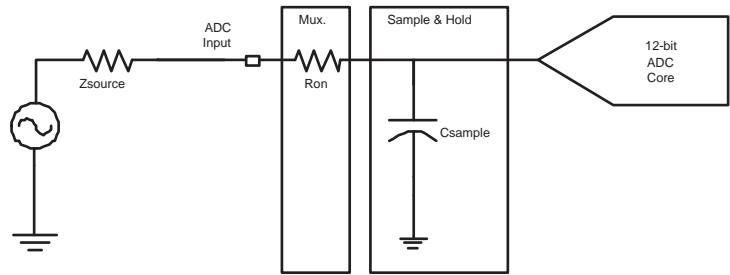 ADC
Input
Mux.
Sample & Hold
12-bit
ADC
Core
Zsource
Ron
Csample